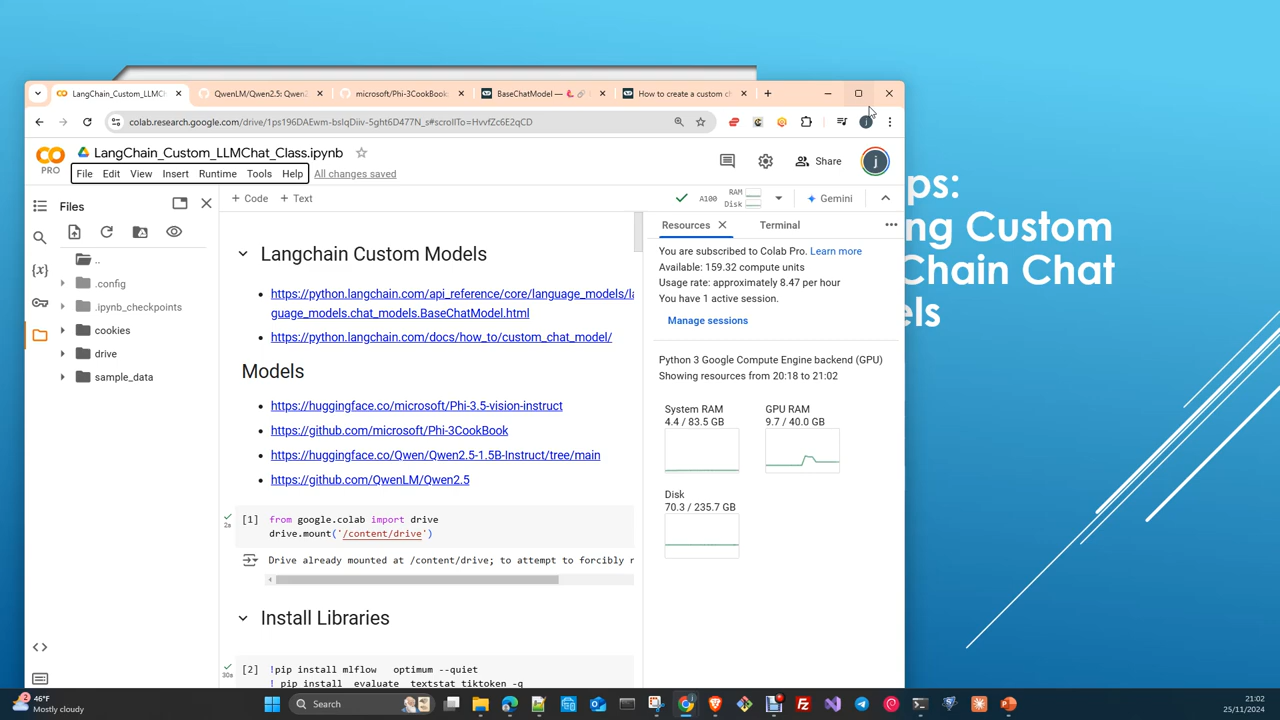 LangChain_Custom_LLMCh
QwenLM/Qwen2.5: Qwen2
microsoft/Phi-3CookBook
BaseChatModel —
How to create a custom c
colab.research.google.com/drive/1ps196DAEwm-bsIqDiiv-5ght6D477N_s#scrollTo=HvvfZc6E2qCD
PRO
LangChain_Custom_LLMChat_Class.ipynb
File Edit View Insert Runtime Tools Help All changes saved
Share
j
Files
+ Code + Text
A100
RAM
Disk
Gemini
..
.config
.ipynb_checkpoints
cookies
drive
sample_data
Langchain Custom Models
https://python.langchain.com/api_reference/core/language_models/la
guage_models.chat_models.BaseChatModel.html
https://python.langchain.com/docs/how_to/custom_chat_model/
Models
https://huggingface.co/microsoft/Phi-3.5-vision-instruct
https://github.com/microsoft/Phi-3CookBook
https://huggingface.co/Qwen/Qwen2.5-1.5B-Instruct/tree/main
https://github.com/QwenLM/Qwen2.5
2s
[1] from google.colab import drive
drive.mount('/content/drive')
Drive already mounted at /content/drive; to attempt to forcibly r
Install Libraries
30s
[2] !pip install mlflow optimum --quiet
! pip install evaluate textstat tiktoken -q
Resources
Terminal
You are subscribed to Colab Pro. Learn more
Available: 159.32 compute units
Usage rate: approximately 8.47 per hour
You have 1 active session.
Manage sessions
Python 3 Google Compute Engine backend (GPU)
Showing resources from 20:18 to 21:02
System RAM
4.4 / 83.5 GB
GPU RAM
9.7 / 40.0 GB
Disk
70.3 / 235.7 GB
ps:
ng Custom
Chain Chat
els
2
46°F
Mostly cloudy
Search
21:02
25/11/2024